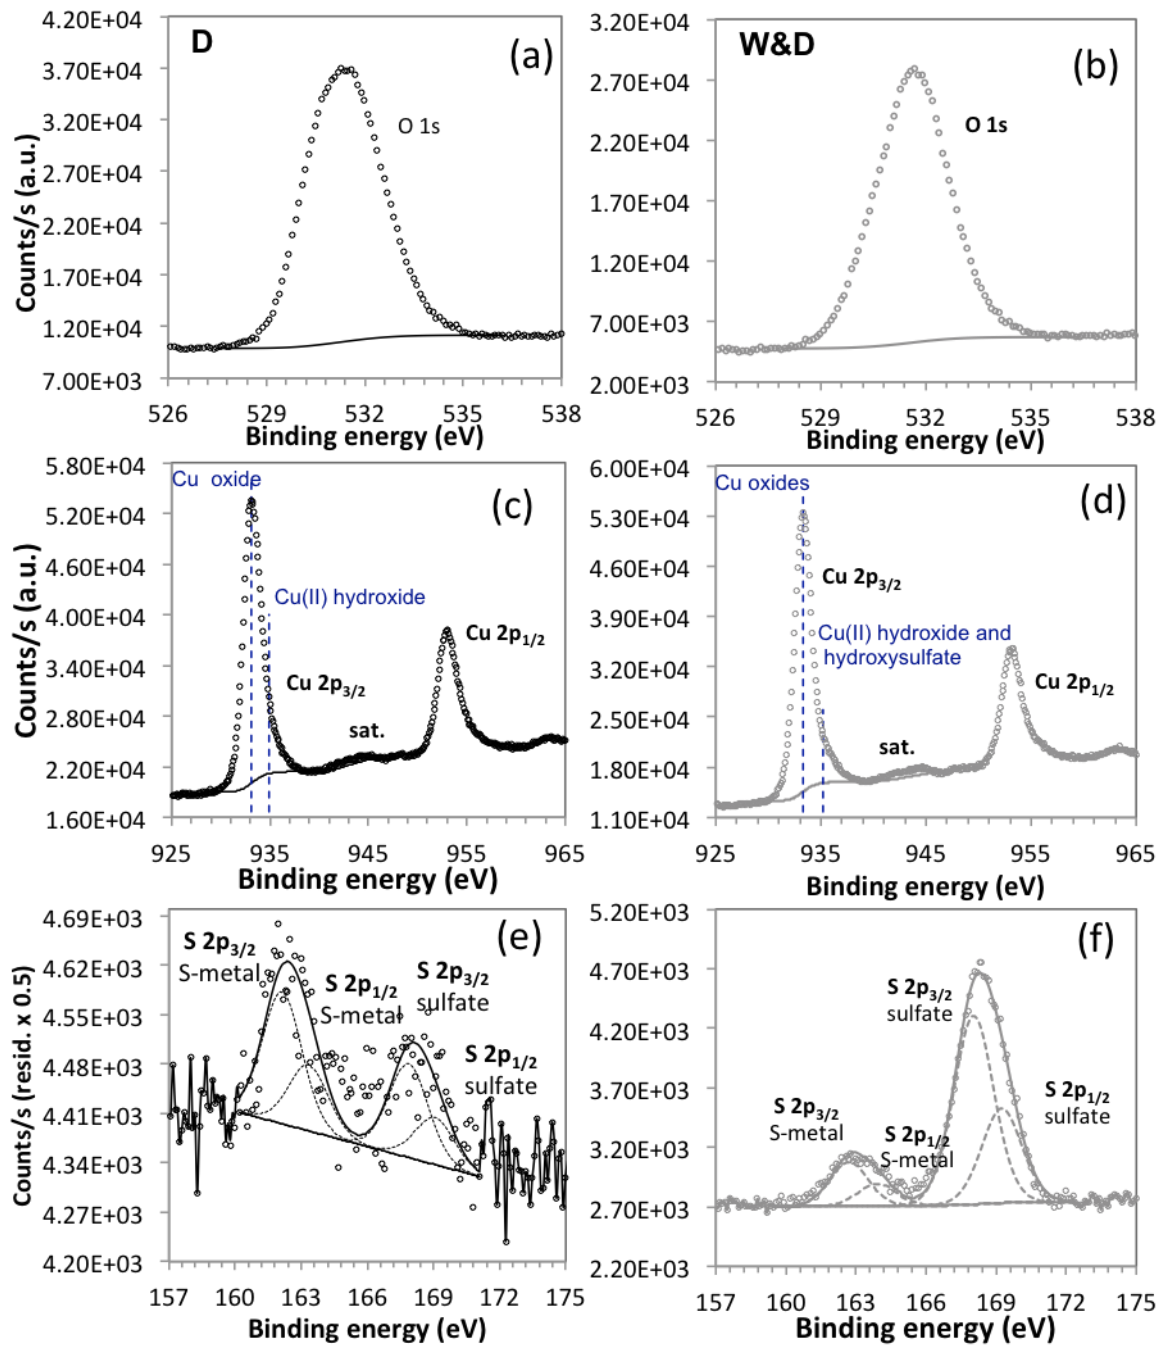 4.20E+04
3.70E+04
3.20E+04
2.70E+04
2.20E+04
1.70E+04
1.20E+04
7.00E+03
Counts/s (a.u.)
D
(a)
O 1s
526 529 532 535 538
Binding energy (eV)
3.20E+04
2.70E+04
2.20E+04
1.70E+04
1.20E+04
7.00E+03
2.00E+03
W&D
(b)
O 1s
526 529 532 535 538
Binding energy (eV)
5.80E+04
5.20E+04
4.60E+04
4.00E+04
3.40E+04
2.80E+04
2.20E+04
1.60E+04
Counts/s (a.u.)
Cu oxide
(c)
Cu(II) hydroxide
Cu 2p1/2
Cu 2p3/2
sat.
925 935 945 955 965
Binding energy (eV)
6.00E+04
5.30E+04
4.60E+04
3.90E+04
3.20E+04
2.50E+04
1.80E+04
1.10E+04
Cu oxides
(d)
Cu 2p3/2
Cu(II) hydroxide and
hydroxysulfate
Cu 2p1/2
sat.
925 935 945 955 965
Binding energy (eV)
4.69E+03
4.62E+03
4.55E+03
4.48E+03
4.41E+03
4.34E+03
4.27E+03
4.20E+03
Counts/s (resid. x 0.5)
(e)
S 2p3/2
S-metal
S 2p1/2
S-metal
S 2p3/2
sulfate
S 2p1/2
sulfate
157 160 163 166 169 172 175
Binding energy (eV)
5.20E+03
4.70E+03
4.20E+03
3.70E+03
3.20E+03
2.70E+03
2.20E+03
(f)
S 2p3/2
sulfate
S 2p3/2
S-metal
S 2p1/2
S-metal
S 2p1/2
sulfate
157 160 163 166 169 172 175
Binding energy (eV)